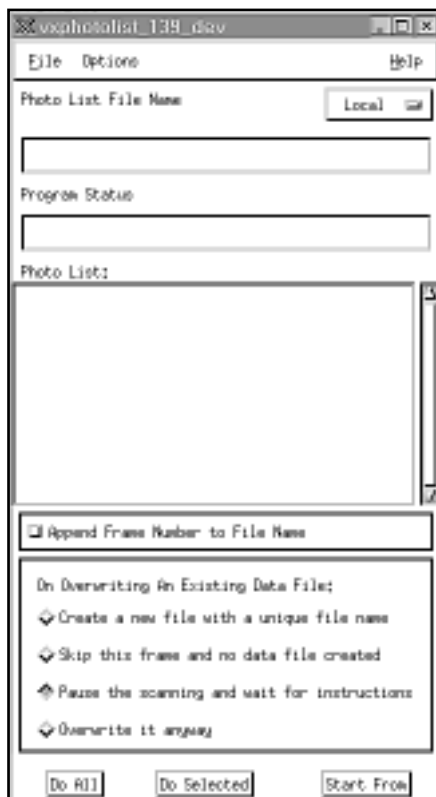 vxphotolist_139_dev
File Options Help
Photo List File Name Local
Program Status
Photo List:
Append Frame Number to File Name
On Overwriting An Existing Data File:
Create a new file with a unique file name
Skip this frame and no data file created
Pause the scanning and wait for instructions
Overwrite it anyway
Do All Do Selected Start From